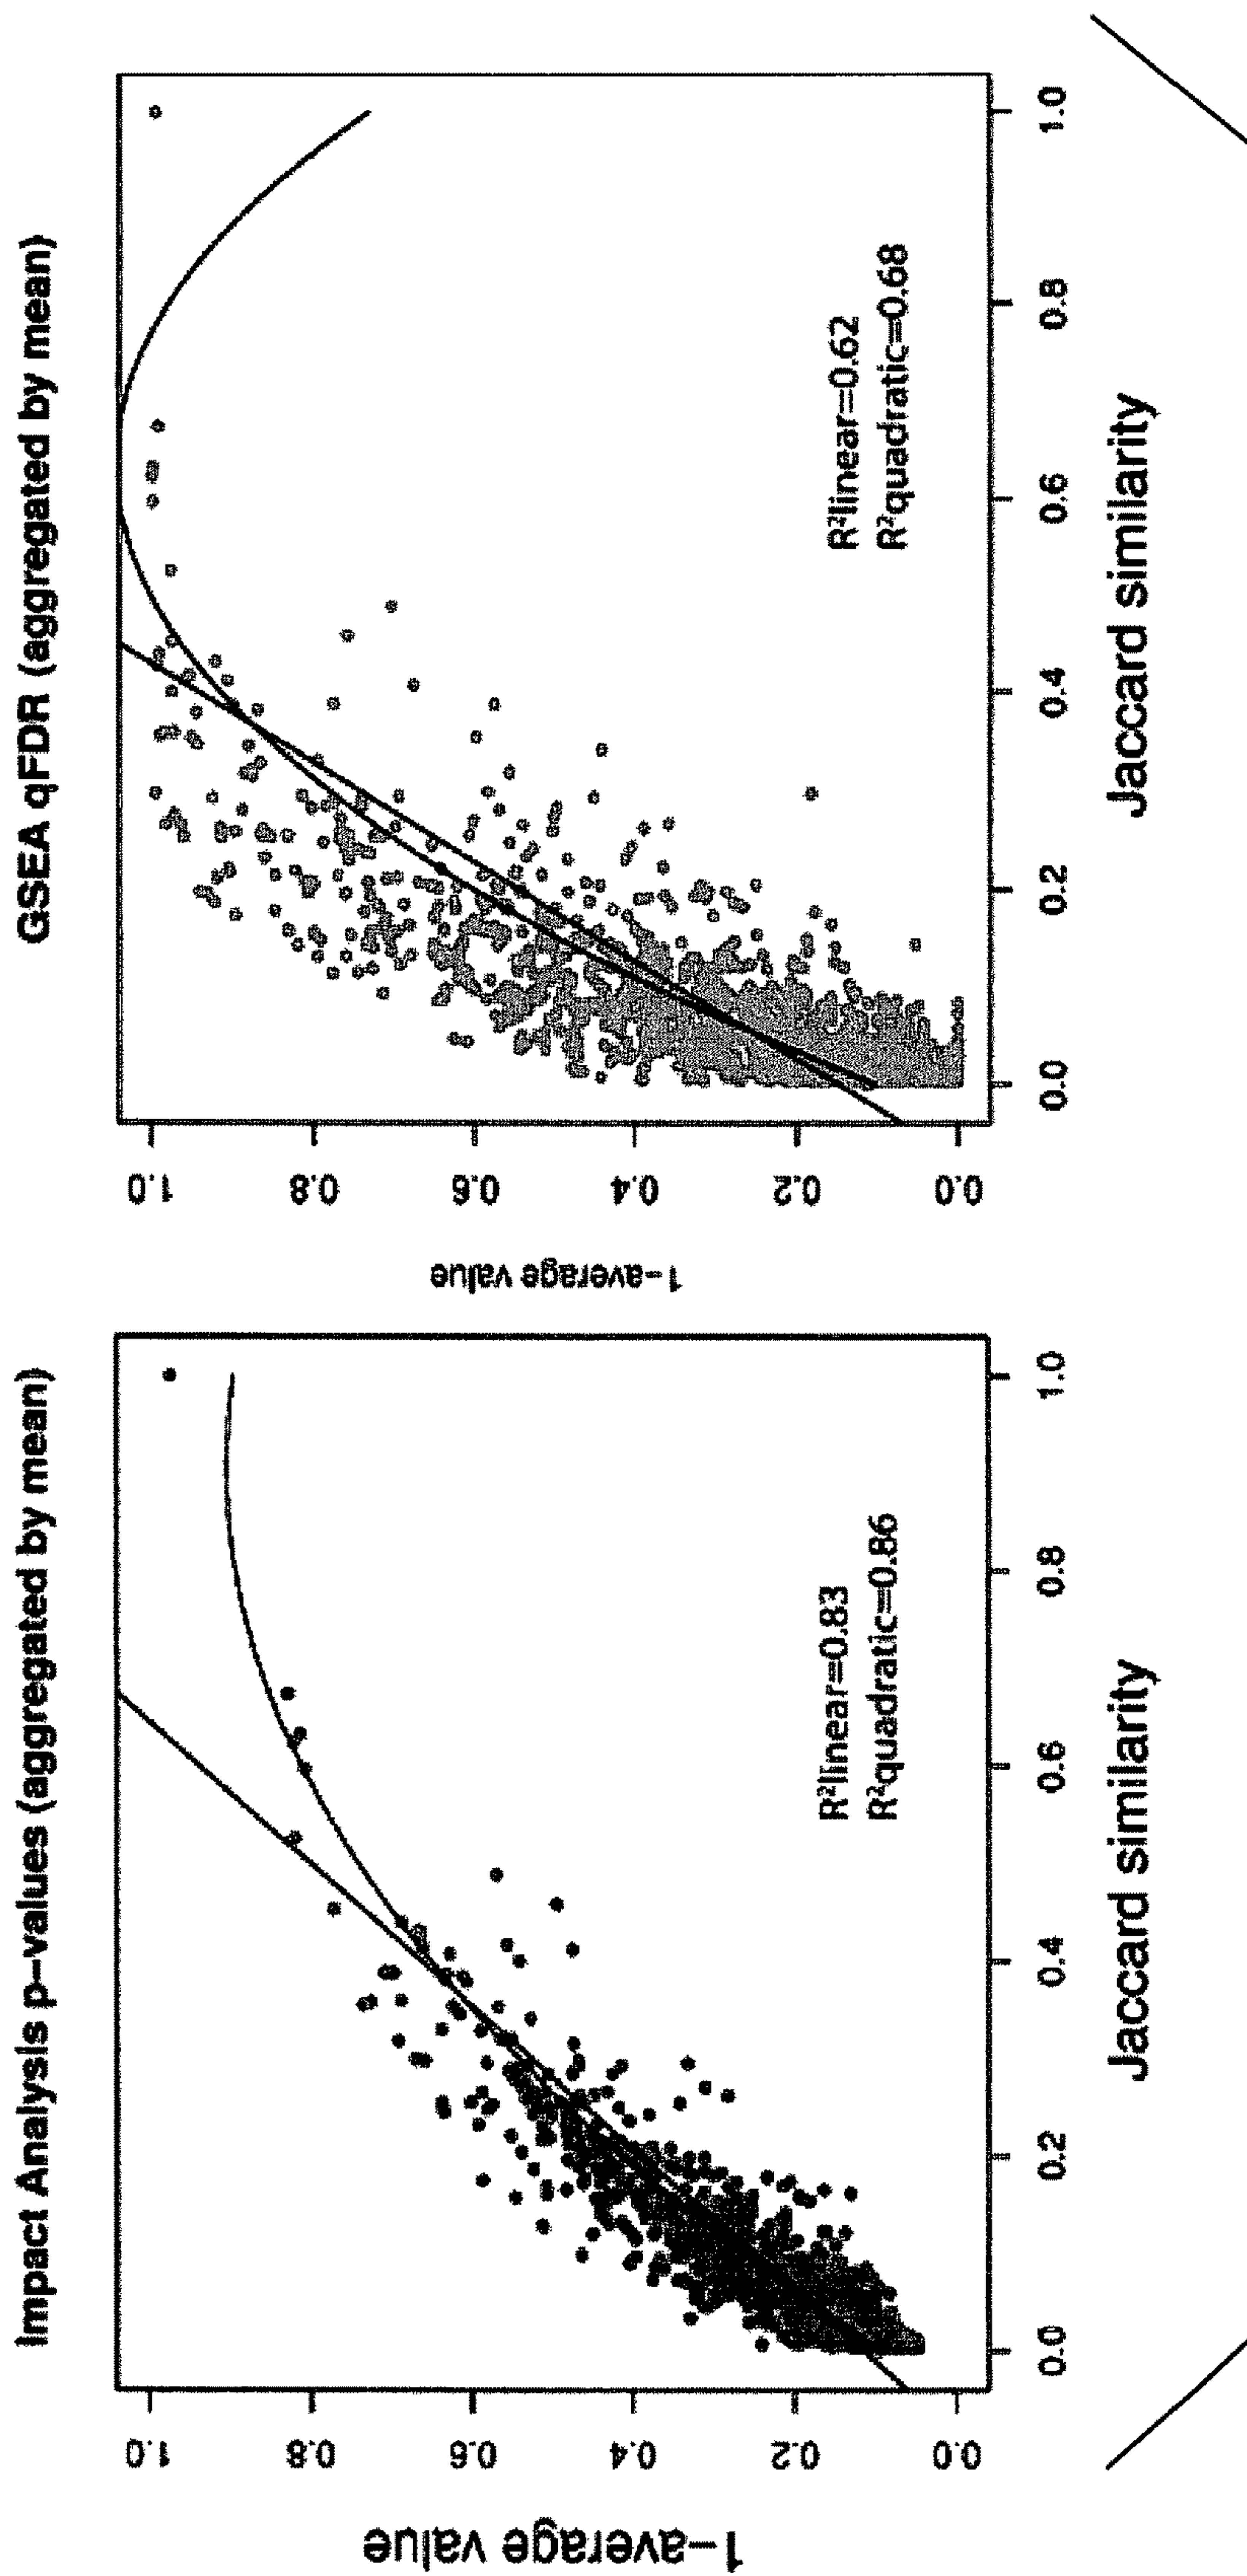 Impact Analysis p-values (aggregated by mean)
1-average value
1.0
0.8
0.6
0.4
0.2
0.0
R²linear=0.83
R²quadratic=0.86
0.0 0.2 0.4 0.6 0.8 1.0
Jaccard similarity
GSEA qFDR (aggregated by mean)
1-average value
1.0
0.8
0.6
0.4
0.2
0.0
R²linear=0.62
R²quadratic=0.68
0.0 0.2 0.4 0.6 0.8 1.0
Jaccard similarity